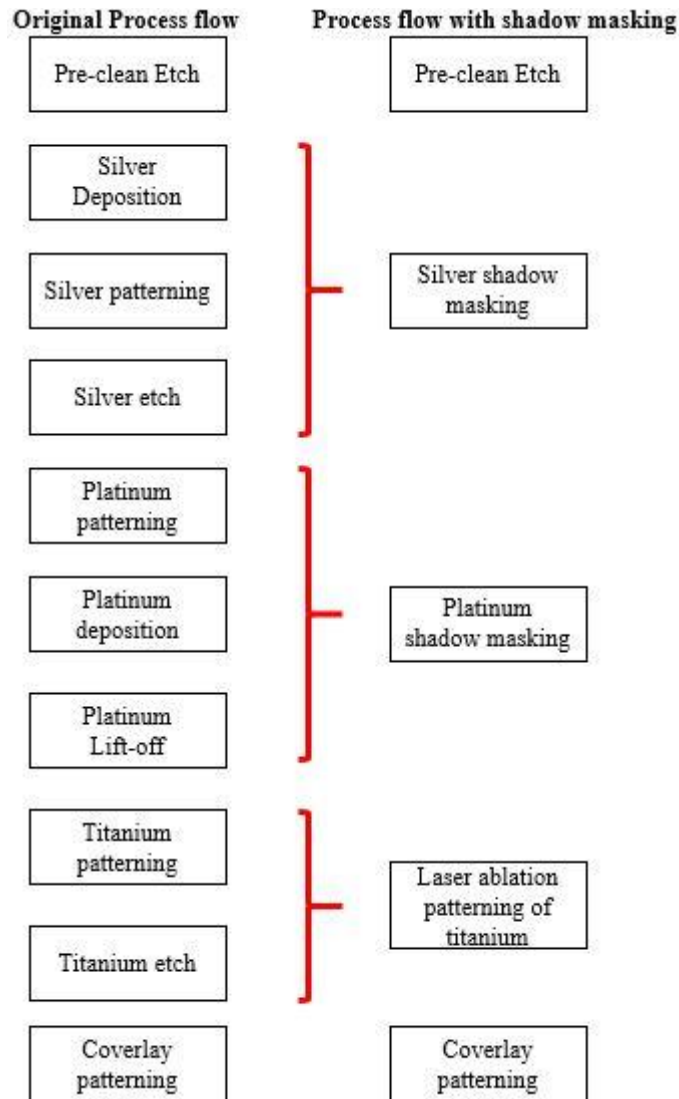 Original Process flow
Process flow with shadow masking
Pre-clean Etch
Pre-clean Etch
Silver
Deposition
Silver patterning
Silver shadow
masking
Silver etch
Platinum
patterning
Platinum
deposition
Platinum
shadow masking
Platinum
Lift-off
Titanium
patterning
Laser ablation
patterning of
titanium
Titanium etch
Coverlay
patterning
Coverlay
patterning